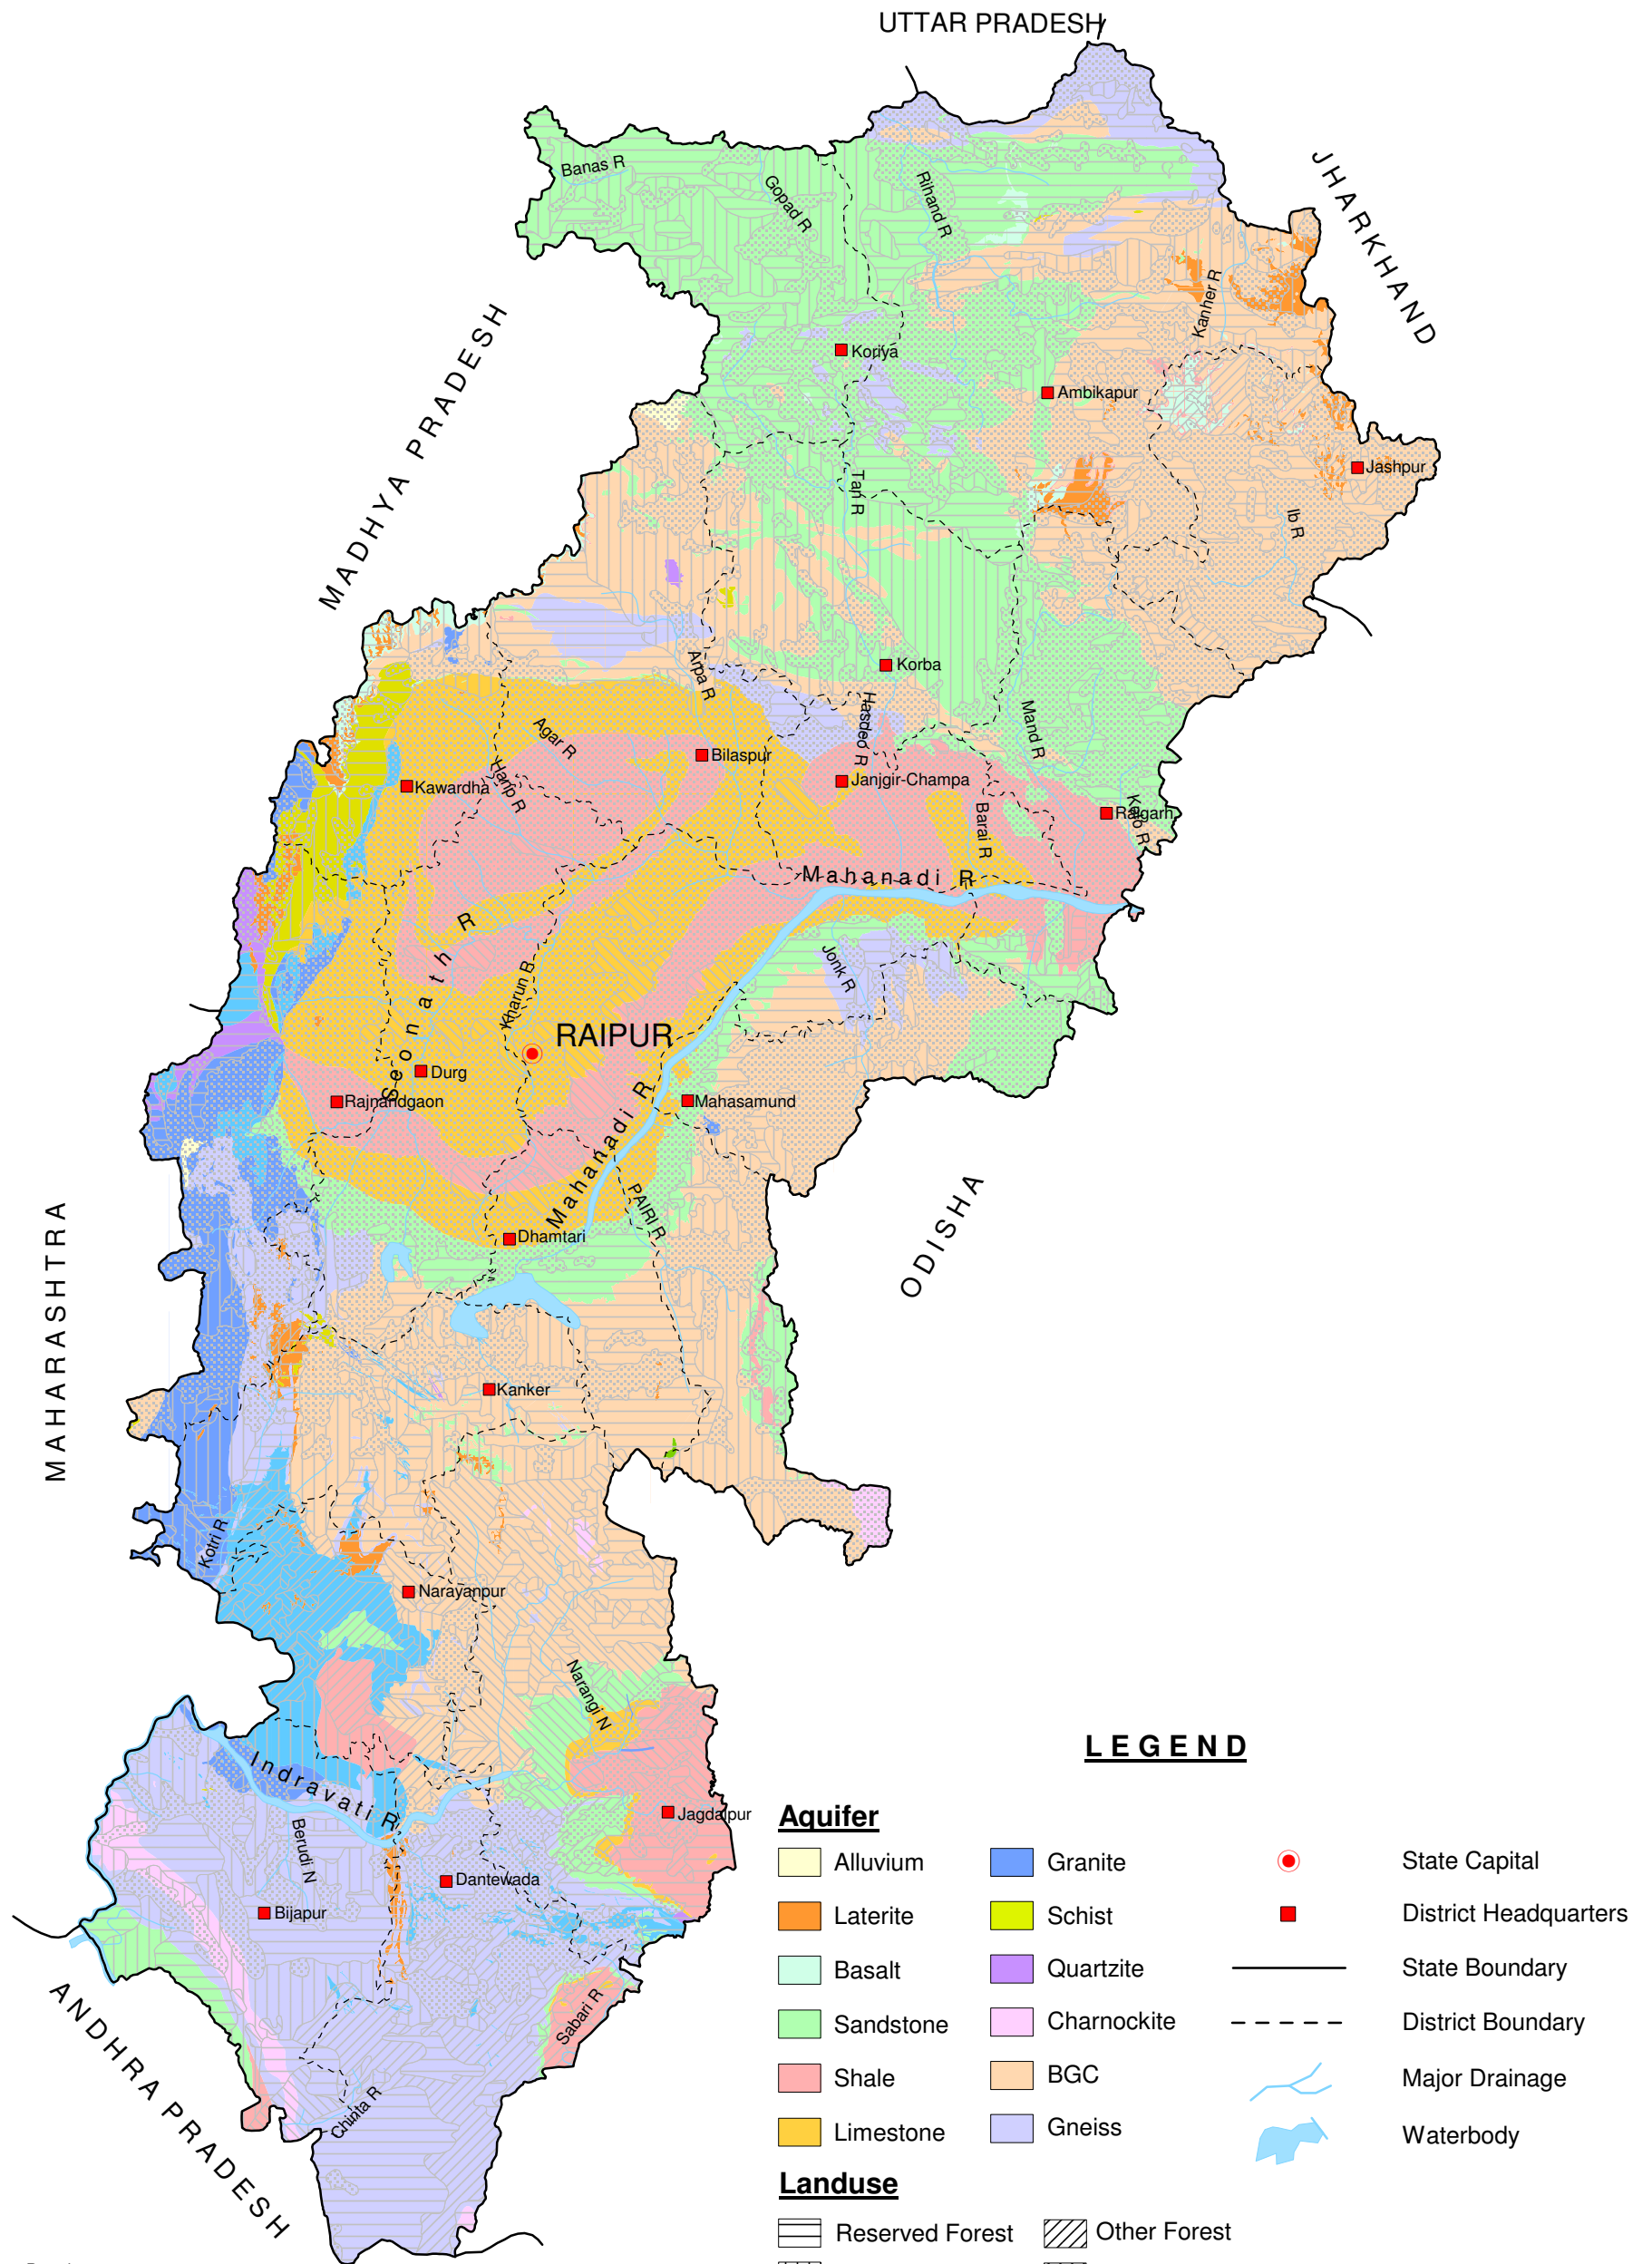 UTTAR PRADESH
JHARKHAND
Banas R
Gopad R
Rihand R
Kanher R
MADHYA PRADESH
Koriya
Ambikapur
Jashpur
Tan R
Ib R
Korba
Arpa R
Hasdeo R
Mand R
Agar R
Bilaspur
Janjgir-Champa
Kawardha
Hanp R
Barai R
Raigarh
Kelo R
Mahanadi R
Seonath R
Jonk R
Kharun R
RAIPUR
Durg
Rajnandgaon
Mahasamund
Mahanadi R
PAIRI R
Dhamtari
ODISHA
MAHARASHTRA
Kanker
Kotri R
Narayanpur
Narangi N
Indravati R
Jagdalpur
Berudi N
Dantewada
Bijapur
Sabari R
Chinta R
ANDHRA PRADESH
LEGEND
Aquifer
Alluvium
Granite
State Capital
Laterite
Schist
District Headquarters
Basalt
Quartzite
State Boundary
Sandstone
Charnockite
District Boundary
Shale
BGC
Major Drainage
Limestone
Gneiss
Waterbody
Landuse
Reserved Forest
Other Forest